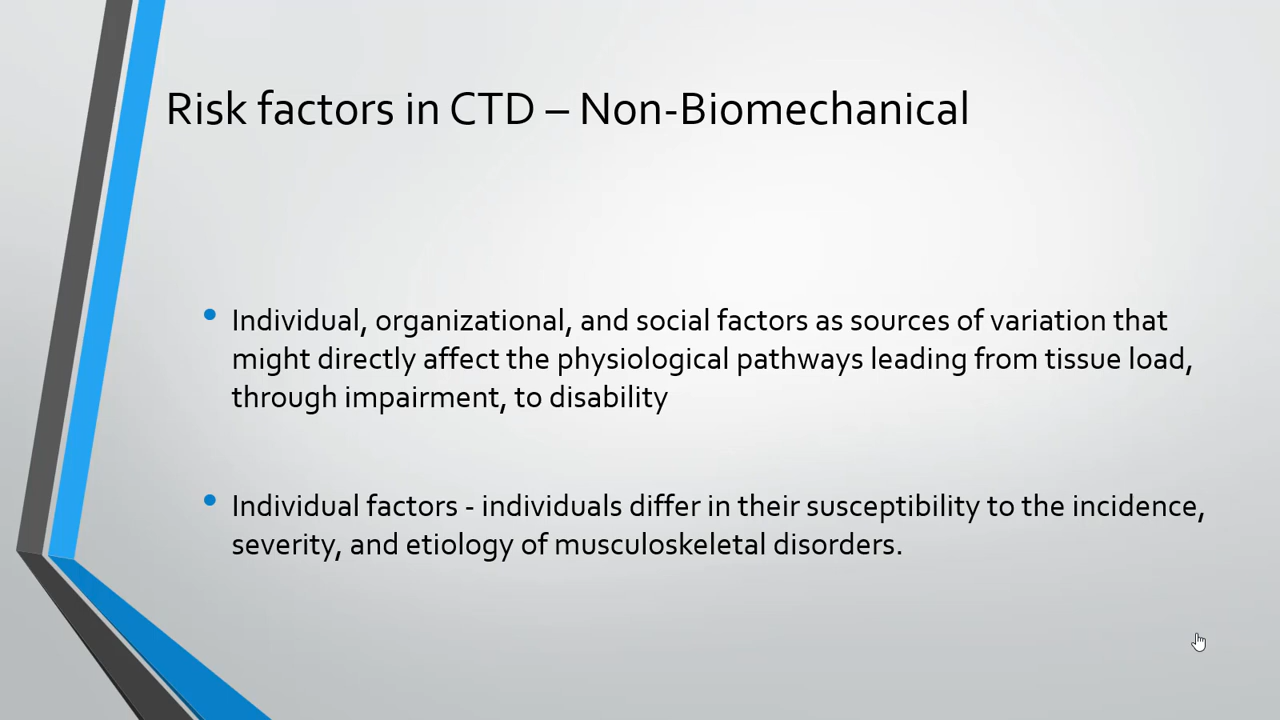 Risk factors in CTD – Non-Biomechanical
• Individual, organizational, and social factors as sources of variation that
might directly affect the physiological pathways leading from tissue load,
through impairment, to disability
• Individual factors - individuals differ in their susceptibility to the incidence,
severity, and etiology of musculoskeletal disorders.